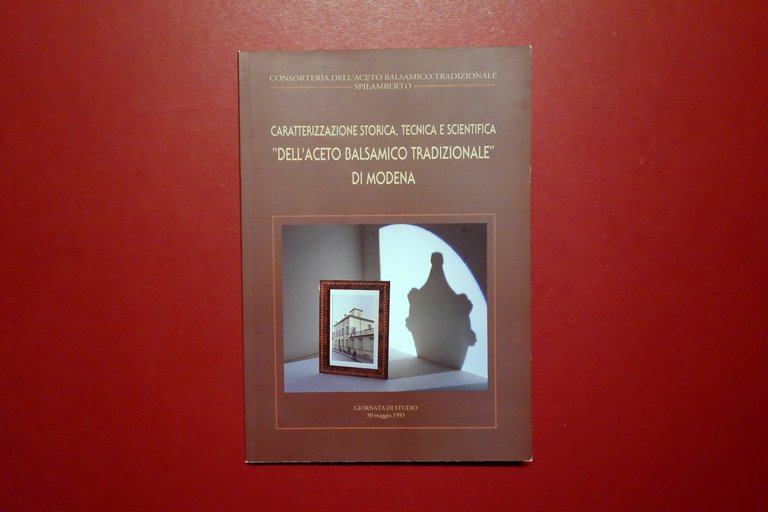 CONSORTERIA DELL'ACETO BALSAMICO TRADIZIONALE
SPILAMBERTO
CARATTERIZZAZIONE STORICA, TECNICA E SCIENTIFICA
"DELL'ACETO BALSAMICO TRADIZIONALE"
DI MODENA
GIORNATA DI STUDIO
30 maggio 1993